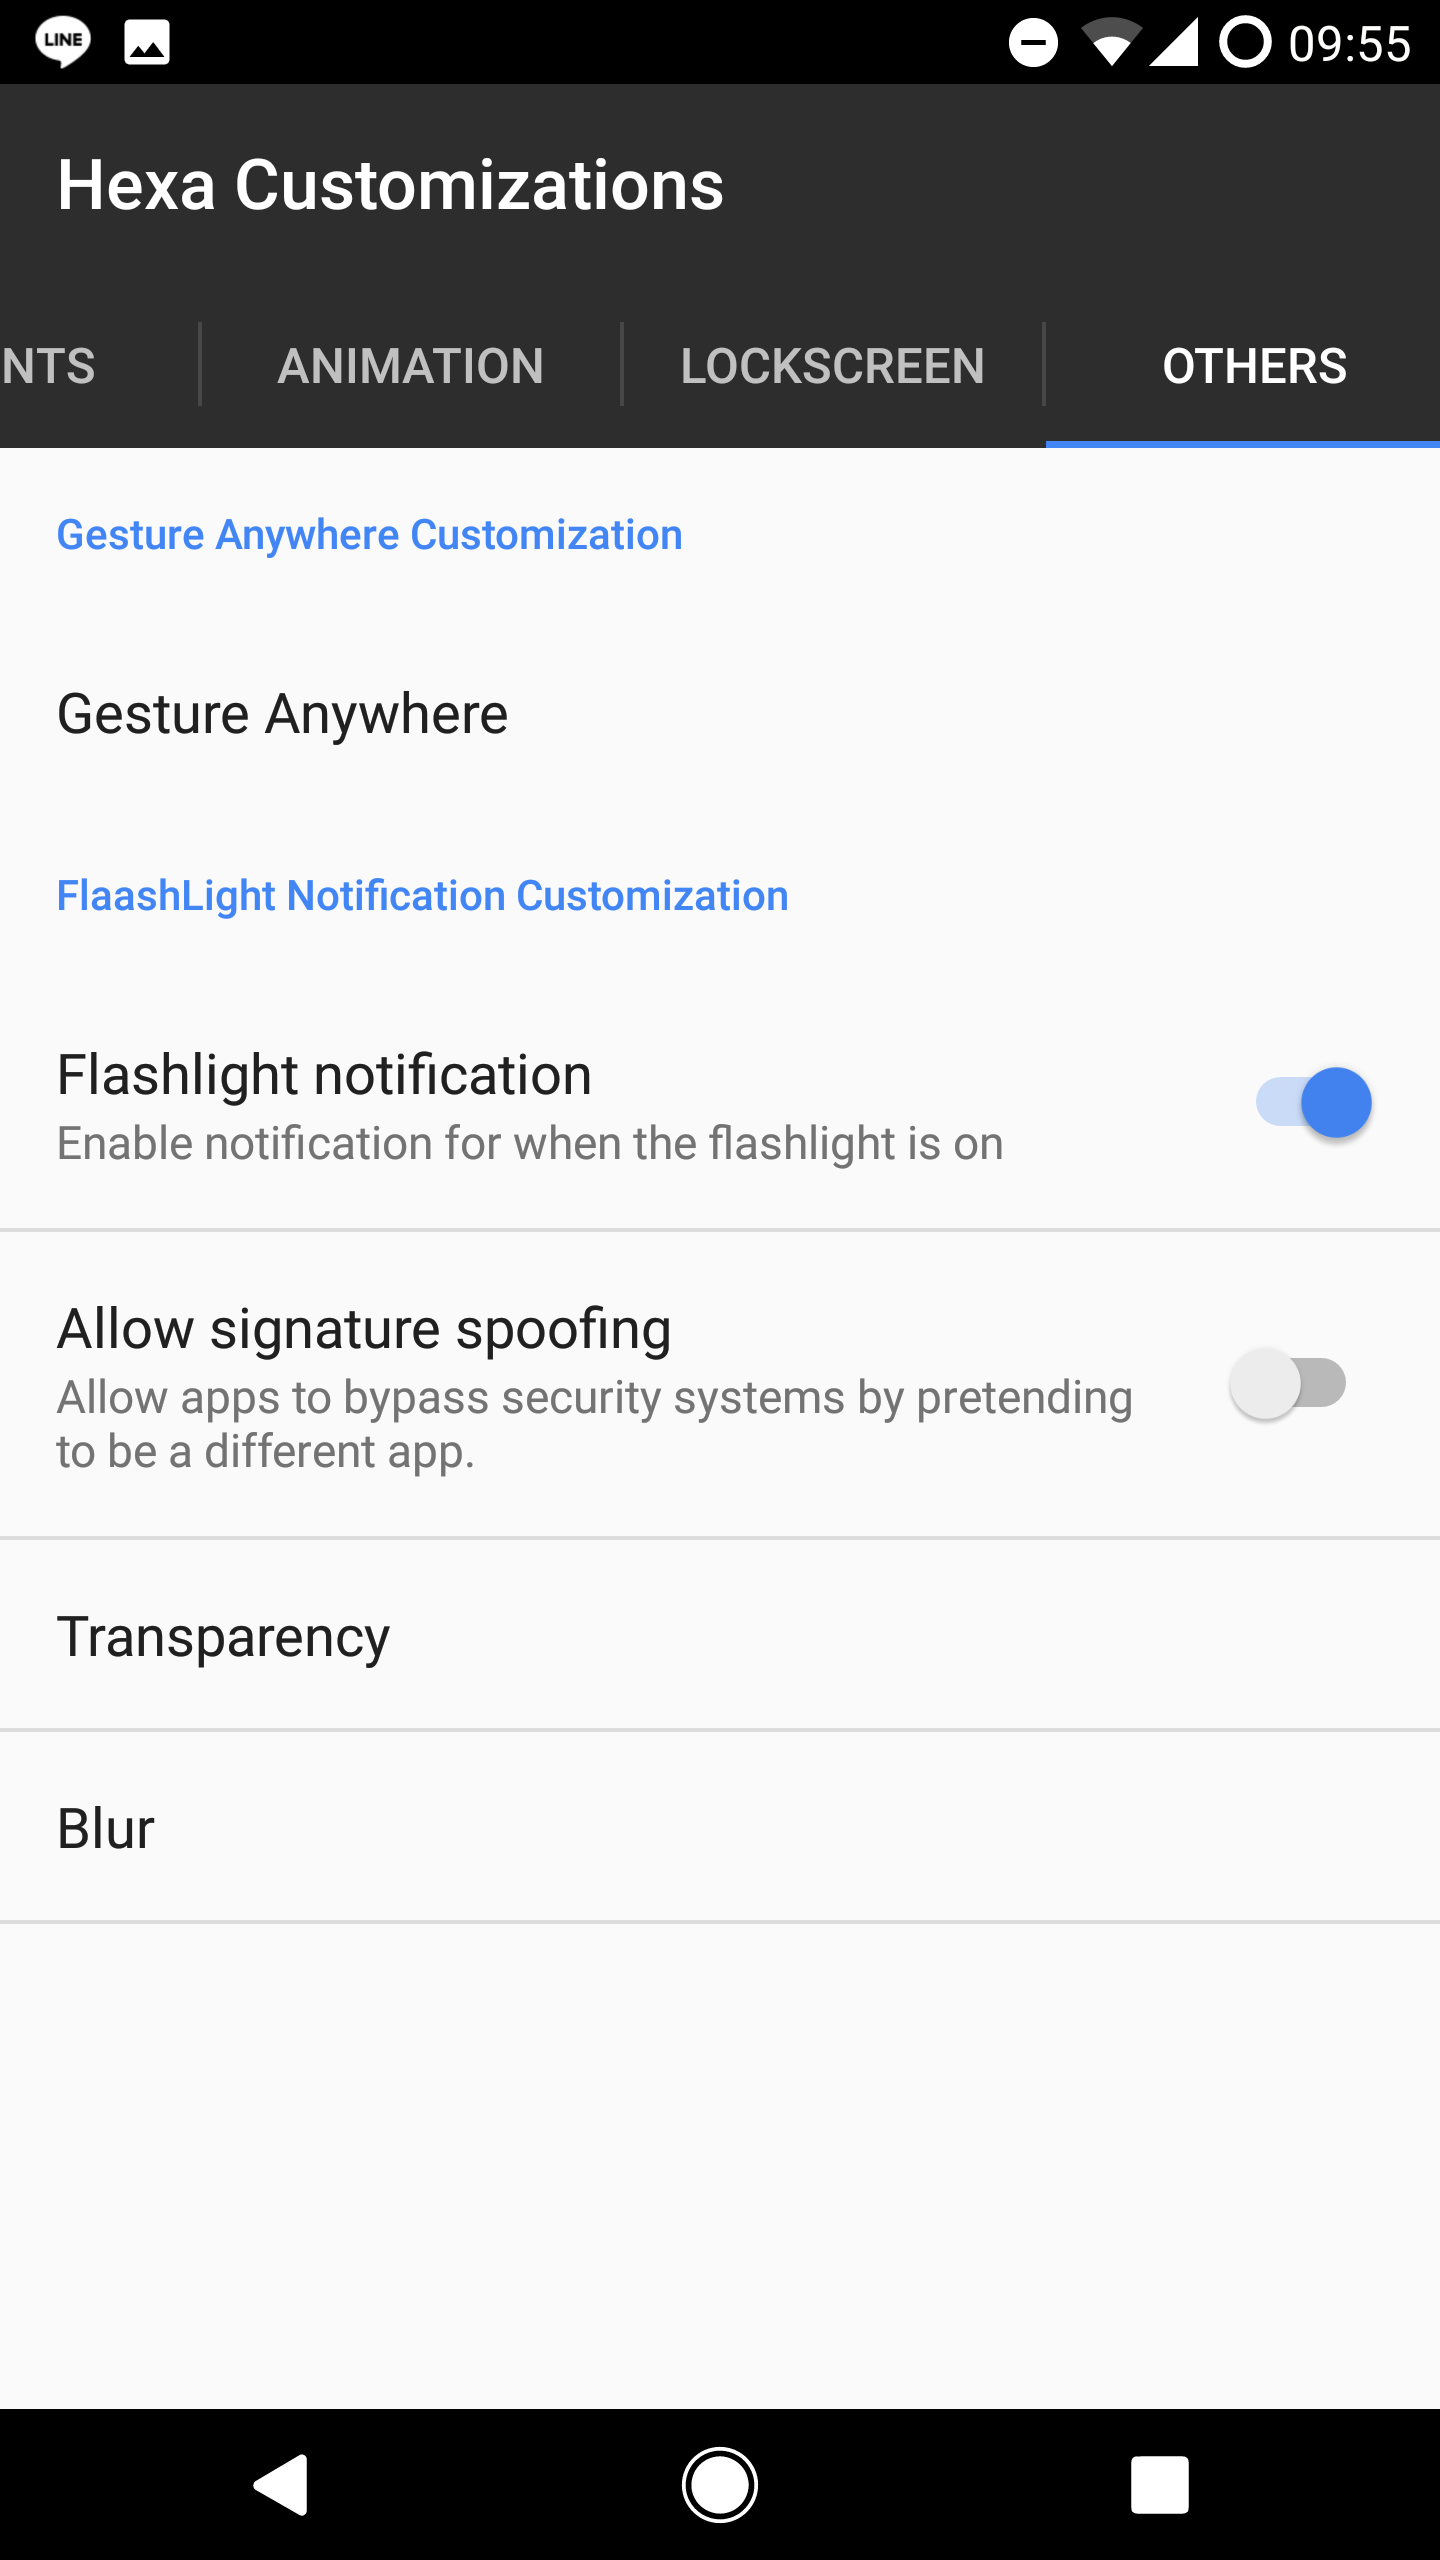 LINE 09:55
Hexa Customizations
NTS ANIMATION LOCKSCREEN OTHERS
Gesture Anywhere Customization
Gesture Anywhere
FlaashLight Notification Customization
Flashlight notification
Enable notification for when the flashlight is on
Allow signature spoofing
Allow apps to bypass security systems by pretending
to be a different app.
Transparency
Blur